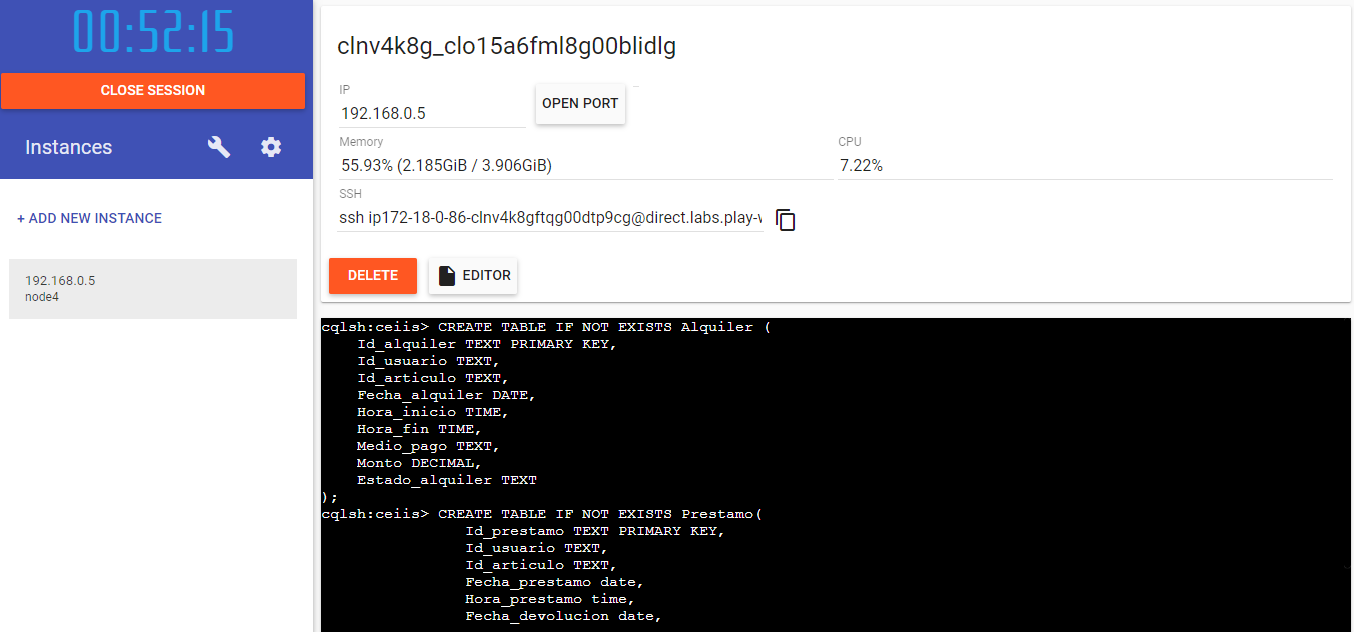 00:52:15
CLOSE SESSION
Instances
+ ADD NEW INSTANCE
192.168.0.5
node4
clnv4k8g_clo15a6fml8g00blidlg
IP
192.168.0.5
OPEN PORT
Memory
55.93% (2.185GiB / 3.906GiB)
CPU
7.22%
SSH
ssh ip172-18-0-86-clnv4k8gftqg00dtp9cg@direct.labs.play-w
DELETE
EDITOR
cqlsh:ceiis> CREATE TABLE IF NOT EXISTS Alquiler (
    Id_alquiler TEXT PRIMARY KEY,
    Id_usuario TEXT,
    Id_articulo TEXT,
    Fecha_alquiler DATE,
    Hora_inicio TIME,
    Hora_fin TIME,
    Medio_pago TEXT,
    Monto DECIMAL,
    Estado_alquiler TEXT
);
cqlsh:ceiis> CREATE TABLE IF NOT EXISTS Prestamo(
                Id_prestamo TEXT PRIMARY KEY,
                Id_usuario TEXT,
                Id_articulo TEXT,
                Fecha_prestamo date,
                Hora_prestamo time,
                Fecha_devolucion date,